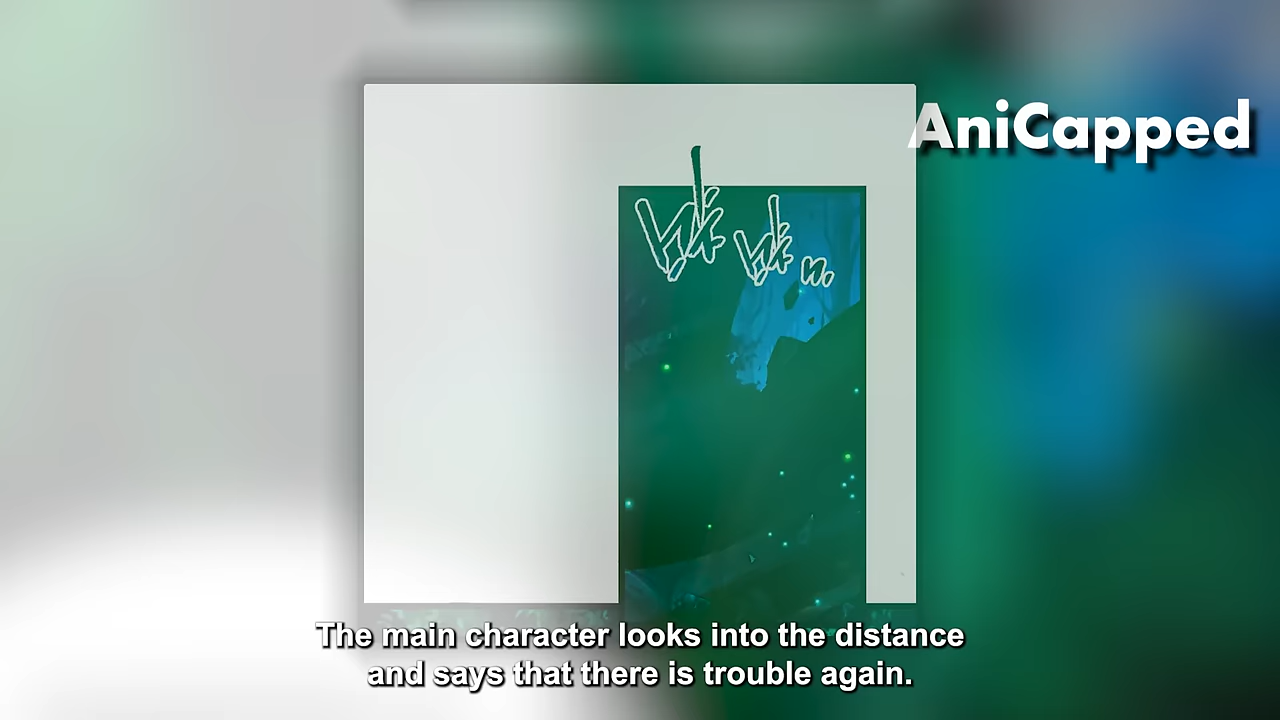 AniCapped
The main character looks into the distance
and says that there is trouble again.